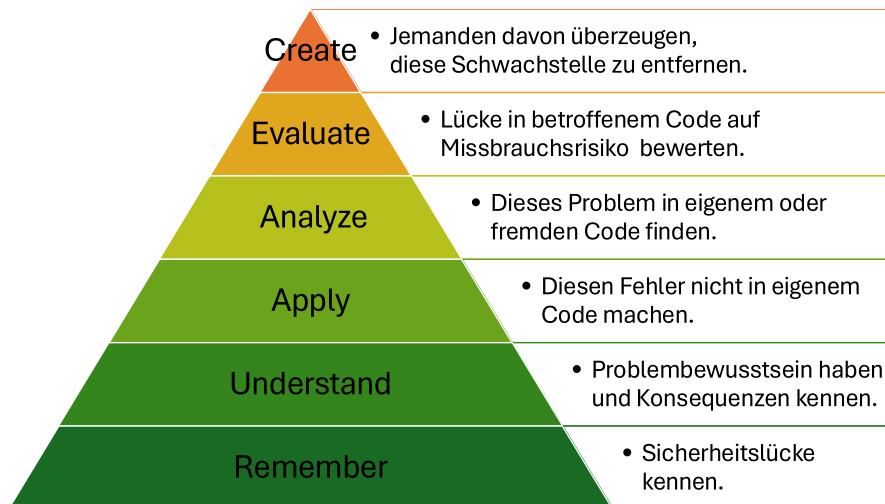 Create
• Jemanden davon überzeugen,
diese Schwachstelle zu entfernen.
Evaluate
• Lücke in betroffenem Code auf
Missbrauchsrisiko bewerten.
Analyze
• Dieses Problem in eigenem oder
fremden Code finden.
Apply
• Diesen Fehler nicht in eigenem
Code machen.
Understand
• Problembewusstsein haben
und Konsequenzen kennen.
Remember
• Sicherheitslücke
kennen.